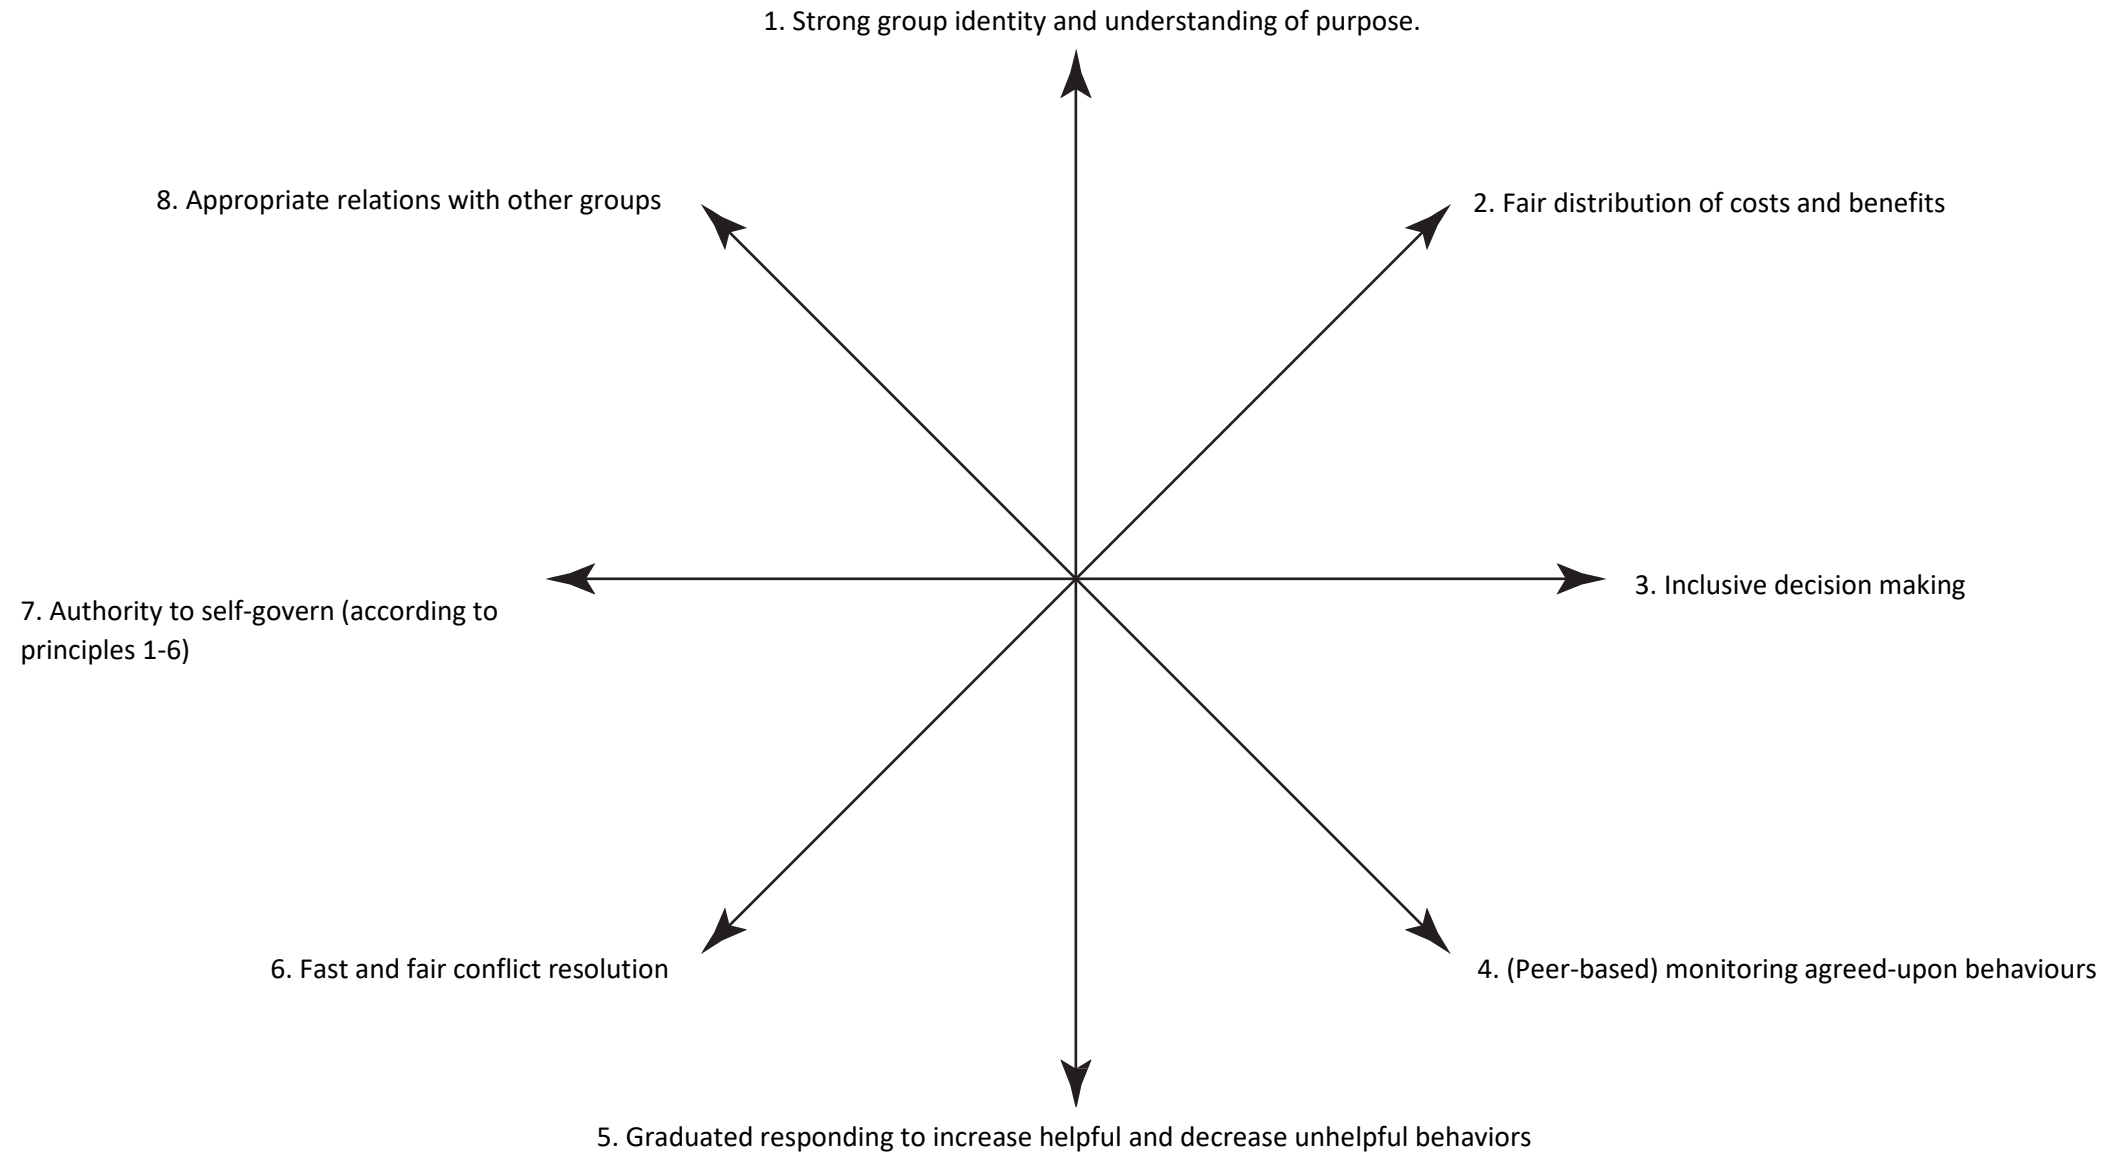 1. Strong group identity and understanding of purpose.
8. Appropriate relations with other groups
2. Fair distribution of costs and benefits
3. Inclusive decision making
7. Authority to self-govern (according to
principles 1-6)
6. Fast and fair conflict resolution
4. (Peer-based) monitoring agreed-upon behaviours
5. Graduated responding to increase helpful and decrease unhelpful behaviors